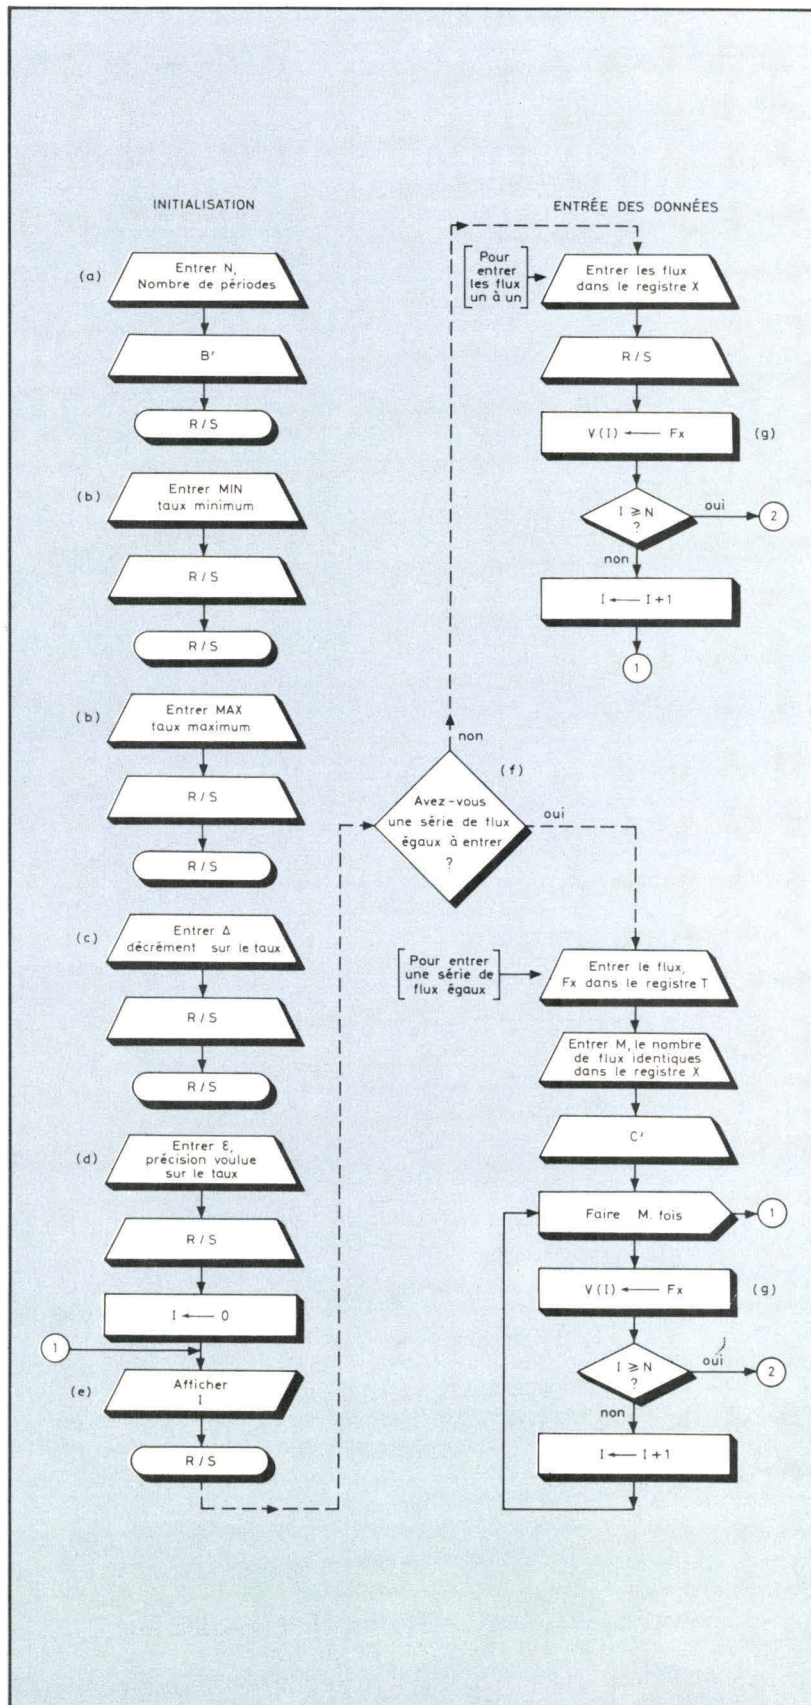 INITIALISATION
(a)
Entrer N,
Nombre de périodes
B'
R/S
(b)
Entrer MIN
taux minimum
R/S
R/S
(b)
Entrer MAX
taux maximum
R/S
R/S
(c)
Entrer Δ
décrément sur le taux
R/S
R/S
(d)
Entrer Ɛ,
précision voulue
sur le taux
R/S
I ← 0
1
(e)
Afficher
I
R/S
ENTRÉE DES DONNÉES
Pour
entrer
les flux
un à un
Entrer les flux
dans le registre X
R/S
V(I) ← Fx
(g)
I ⩾ N
?
oui
2
non
I ← I+1
1
non
(f)
Avez-vous
une série de flux
égaux à entrer
?
oui
Pour entrer
une série de
flux égaux
Entrer le flux,
Fx dans le registre T
Entrer M, le nombre
de flux identiques
dans le registre X
C'
Faire M. fois
1
V(I) ← Fx
(g)
I ⩾ N
?
oui
2
non
I ← I+1